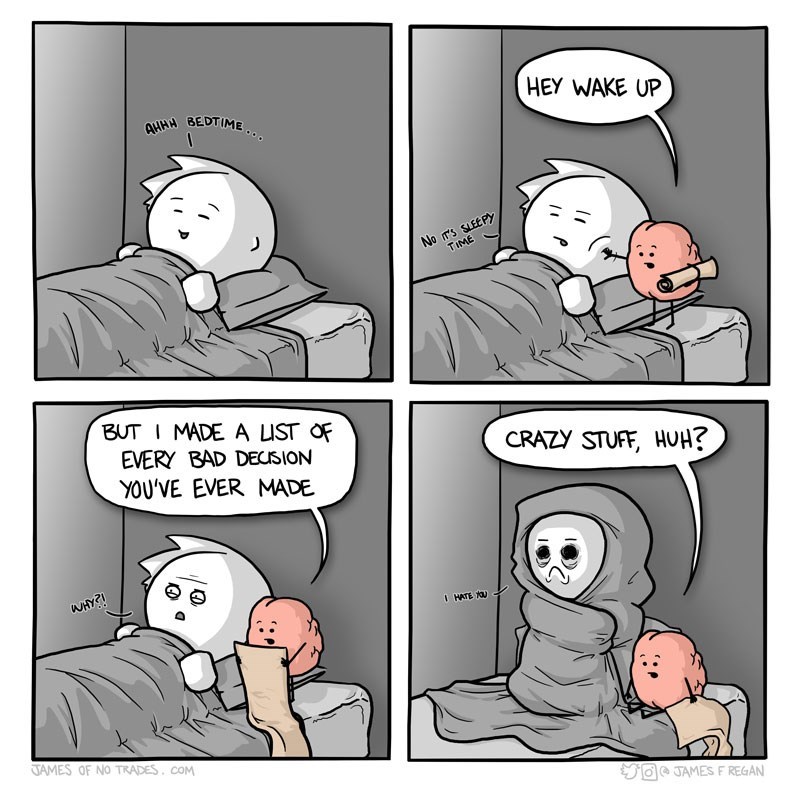 AHHH BEDTIME...
HEY WAKE UP
NO IT'S SLEEPY
TIME
BUT I MADE A LIST OF
EVERY BAD DECISION
YOU'VE EVER MADE
WHY?!
CRAZY STUFF, HUH?
I HATE YOU
JAMES OF NO TRADES.COM
JAMES F REGAN